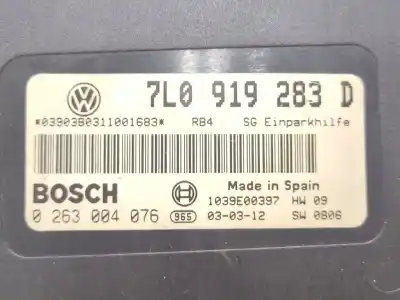 7L0 919 283 D
*0390380311001683* RB4 SG Einparkhilfe
BOSCH Made in Spain
1039E00397 HW 09
0 263 004 076 965 03-03-12 SW 0806